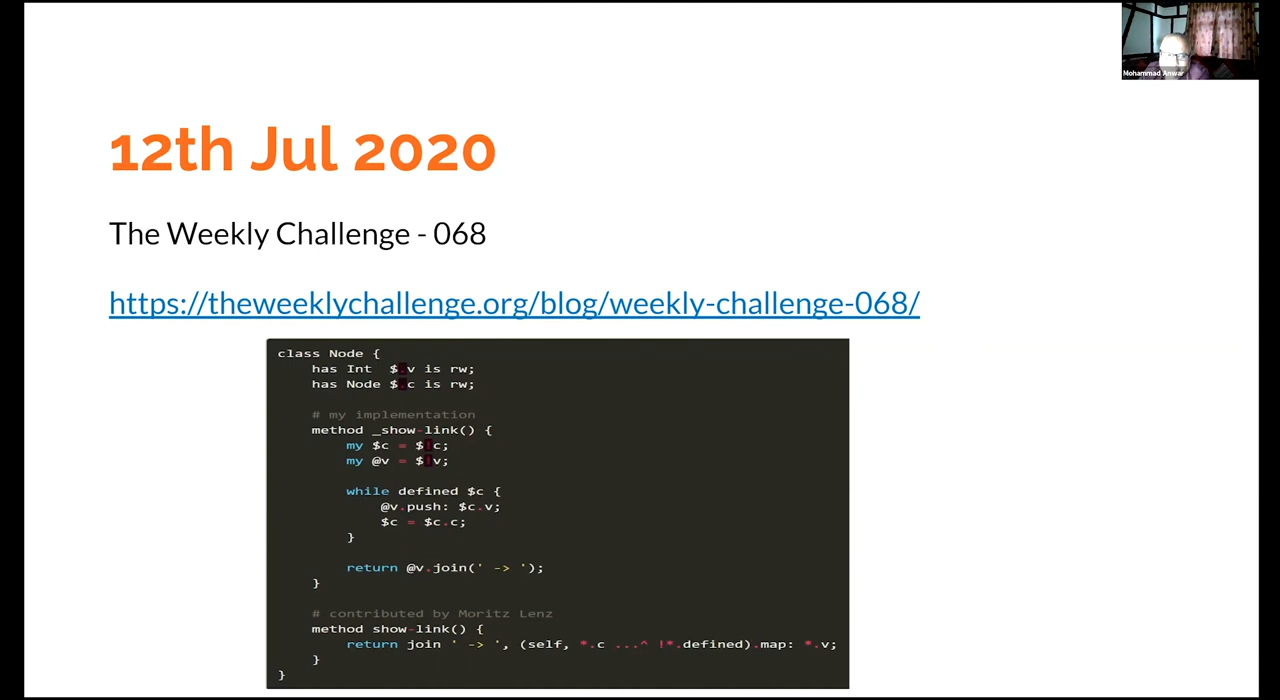 Mohammad Anwar
12th Jul 2020
The Weekly Challenge - 068
https://theweeklychallenge.org/blog/weekly-challenge-068/
class Node {
has Int $.v is rw;
has Node $.c is rw;
# my implementation
method _show-link() {
my $c = $!c;
my @v = $!v;
while defined $c {
@v.push: $c.v;
$c = $c.c;
}
return @v.join(' -> ');
}
# contributed by Moritz Lenz
method show-link() {
return join ' -> ', (self, *.c ...^ !*.defined).map: *.v;
}
}